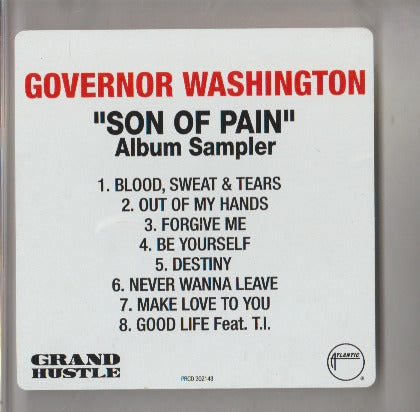 GOVERNOR WASHINGTON
"SON OF PAIN"
Album Sampler
1. BLOOD, SWEAT & TEARS
2. OUT OF MY HANDS
3. FORGIVE ME
4. BE YOURSELF
5. DESTINY
6. NEVER WANNA LEAVE
7. MAKE LOVE TO YOU
8. GOOD LIFE Feat. T.I.
GRAND
HUSTLE
PRCD 302148
ATLANTIC
®